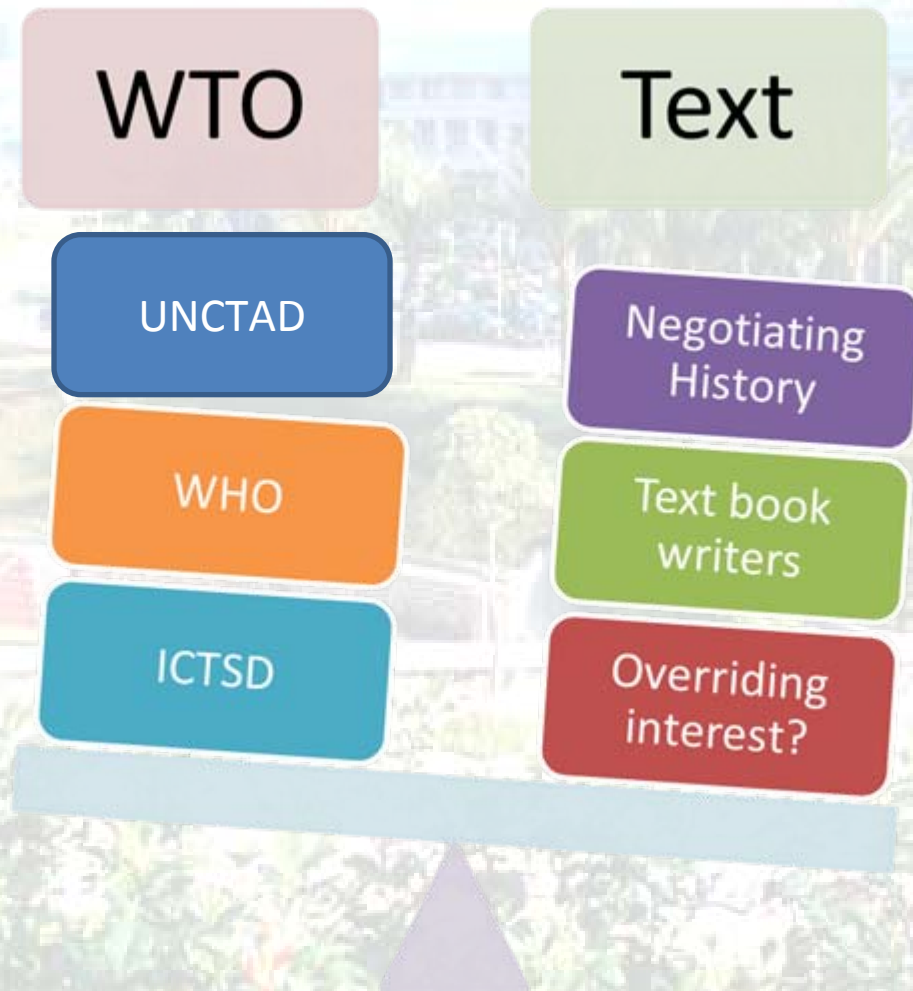 WTO
Text
UNCTAD
Negotiating
History
WHO
Text book
writers
ICTSD
Overriding
interest?